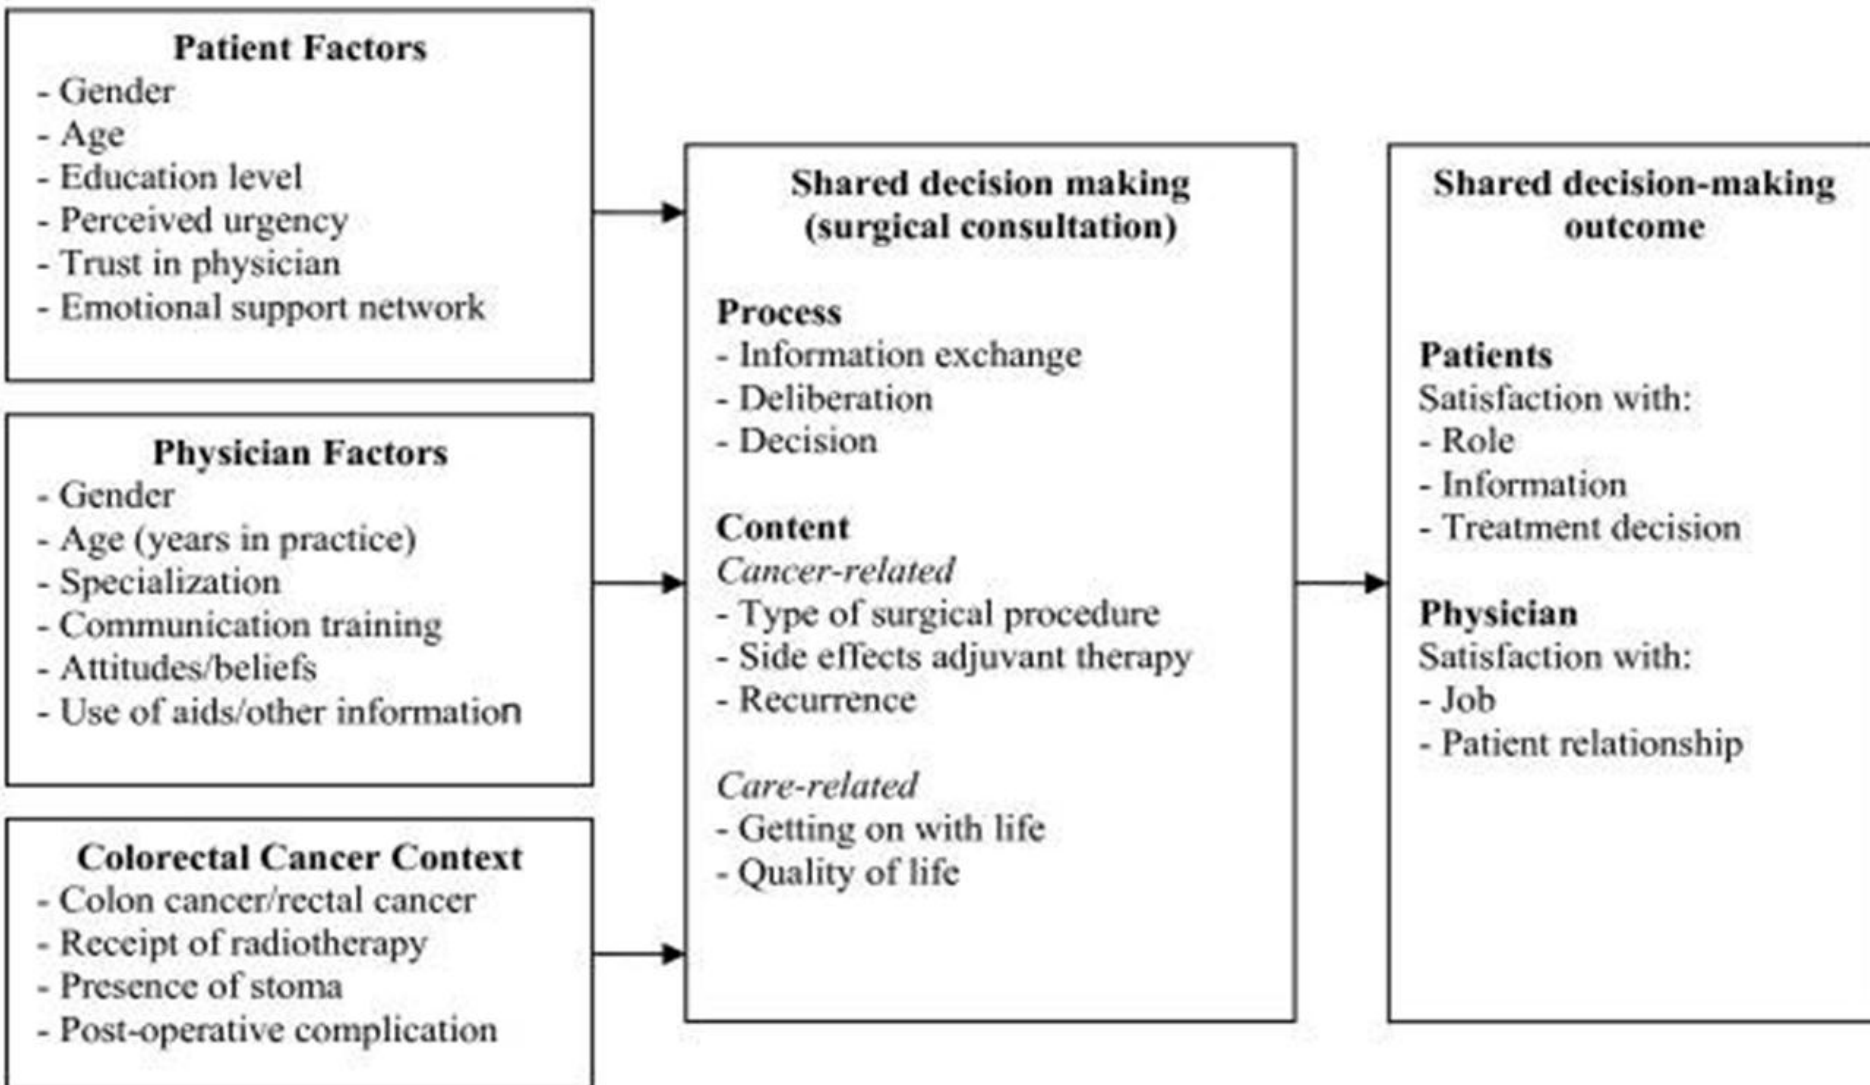 Patient Factors
- Gender
- Age
- Education level
- Perceived urgency
- Trust in physician
- Emotional support network
Physician Factors
- Gender
- Age (years in practice)
- Specialization
- Communication training
- Attitudes/beliefs
- Use of aids/other information
Colorectal Cancer Context
- Colon cancer/rectal cancer
- Receipt of radiotherapy
- Presence of stoma
- Post-operative complication
Shared decision making
(surgical consultation)
Process
- Information exchange
- Deliberation
- Decision
Content
Cancer-related
- Type of surgical procedure
- Side effects adjuvant therapy
- Recurrence
Care-related
- Getting on with life
- Quality of life
Shared decision-making
outcome
Patients
Satisfaction with:
- Role
- Information
- Treatment decision
Physician
Satisfaction with:
- Job
- Patient relationship